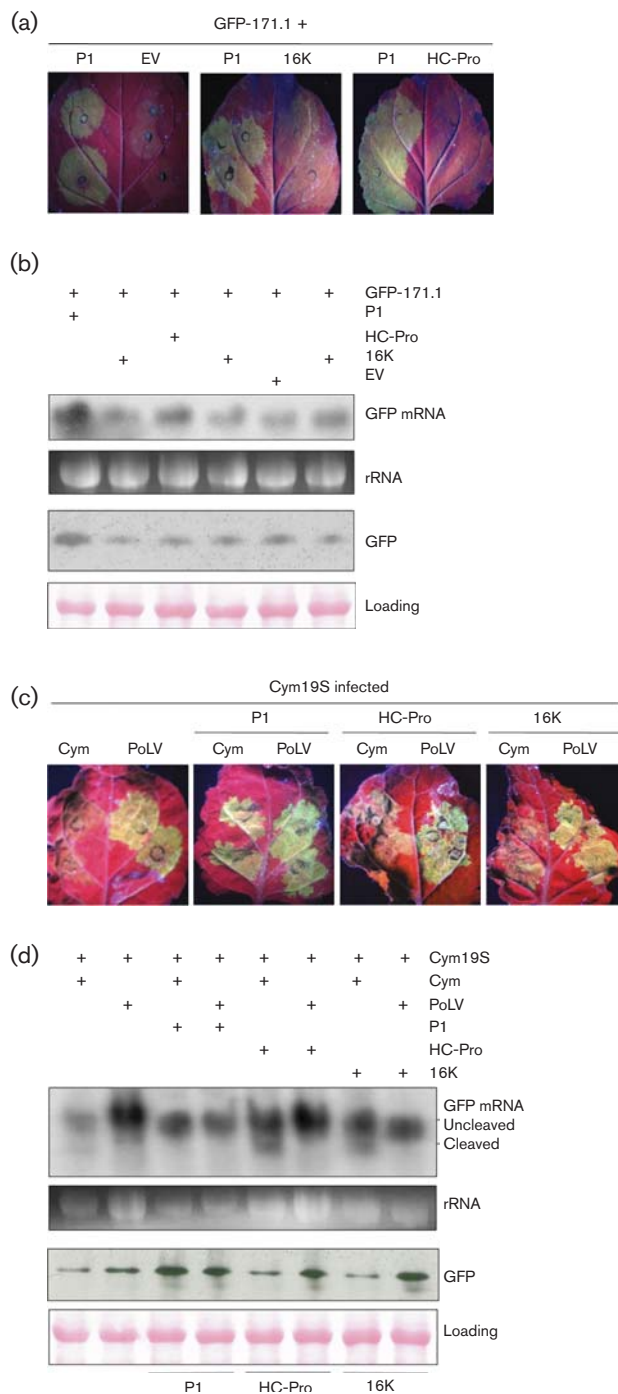 (a)
GFP-171.1 +
P1 EV P1 16K P1 HC-Pro
(b)
+ + + + + + GFP-171.1
+ P1
+ HC-Pro
+ + + 16K
+ EV
GFP mRNA
rRNA
GFP
Loading
(c)
Cym19S infected
P1 HC-Pro 16K
Cym PoLV Cym PoLV Cym PoLV Cym PoLV
(d)
+ + + + + + + + Cym19S
+ + + + Cym
+ + + + PoLV
+ + P1
+ + HC-Pro
+ + 16K
GFP mRNA
Uncleaved
Cleaved
rRNA
GFP
Loading
P1 HC-Pro 16K